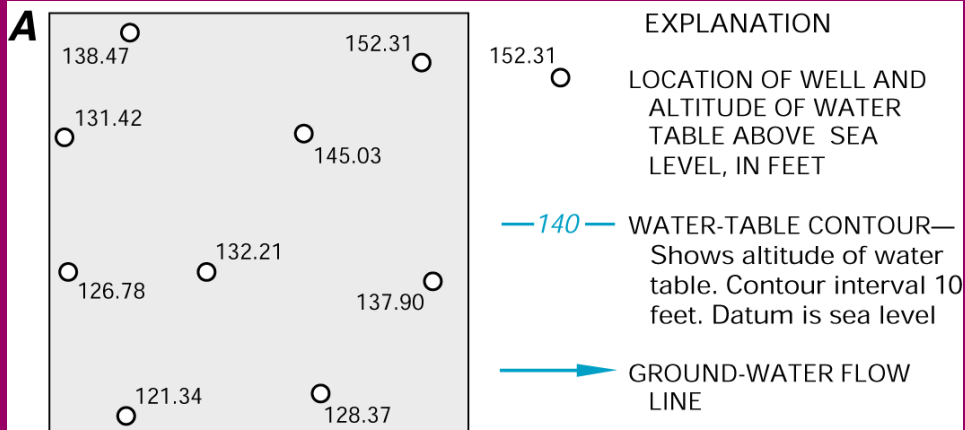 A
138.47
152.31
131.42
145.03
132.21
126.78
137.90
121.34
128.37
EXPLANATION
152.31
LOCATION OF WELL AND
ALTITUDE OF WATER
TABLE ABOVE SEA
LEVEL, IN FEET
140
WATER-TABLE CONTOUR—
Shows altitude of water
table. Contour interval 10
feet. Datum is sea level
GROUND-WATER FLOW
LINE